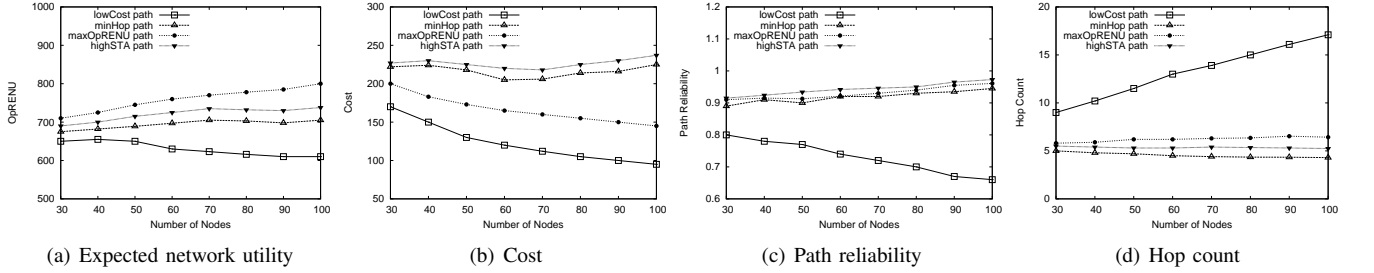 1000
900
800
700
600
500
OpRENU
lowCost path
minHop path
maxOpRENU path
highSTA path
30 40 50 60 70 80 90 100
Number of Nodes
(a) Expected network utility
300
250
200
150
100
50
Cost
lowCost path
minHop path
maxOpRENU path
highSTA path
30 40 50 60 70 80 90 100
Number of Nodes
(b) Cost
1.2
1.1
1
0.9
0.8
0.7
0.6
Path Reliability
lowCost path
minHop path
maxOpRENU path
highSTA path
30 40 50 60 70 80 90 100
Number of Nodes
(c) Path reliability
20
15
10
5
0
Hop Count
lowCost path
minHop path
maxOpRENU path
highSTA path
30 40 50 60 70 80 90 100
Number of Nodes
(d) Hop count